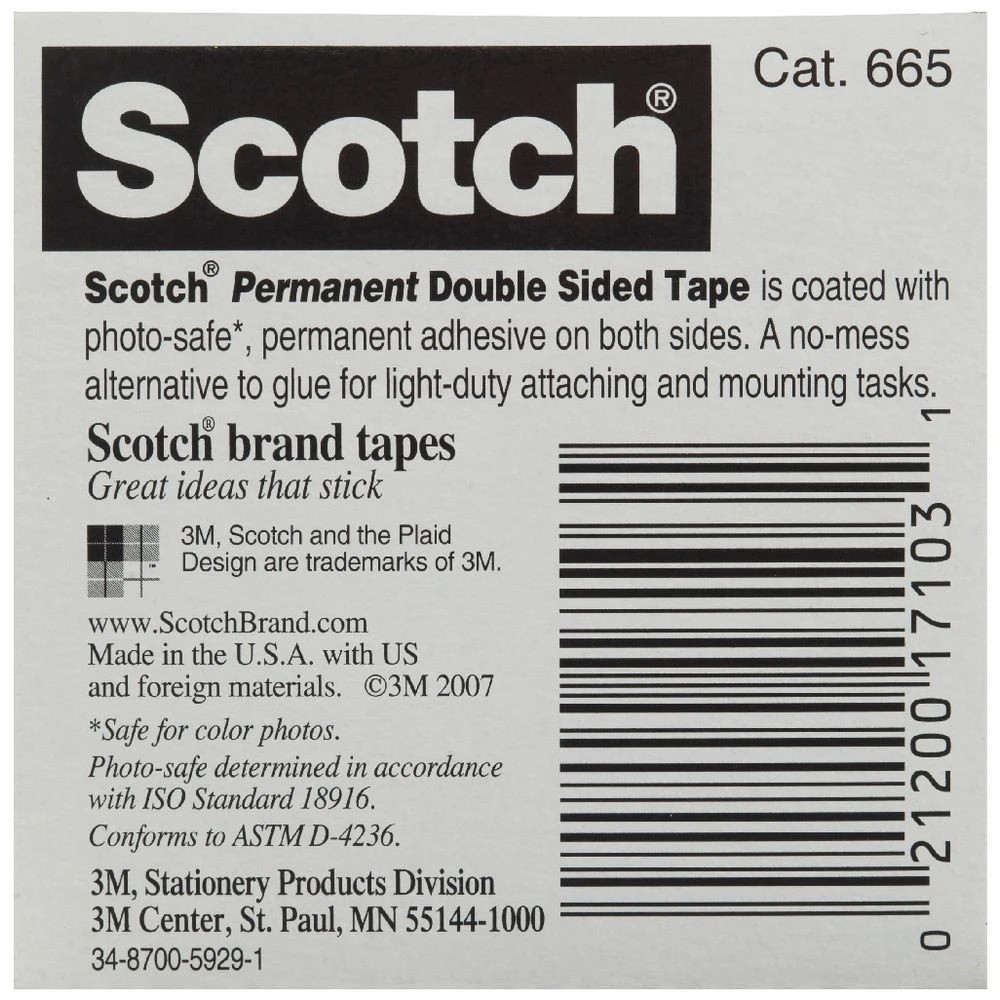 Scotch®
Cat. 665
Scotch® Permanent Double Sided Tape is coated with
photo-safe*, permanent adhesive on both sides. A no-mess
alternative to glue for light-duty attaching and mounting tasks.
Scotch® brand tapes
Great ideas that stick
3M, Scotch and the Plaid
Design are trademarks of 3M.
™
www.ScotchBrand.com
Made in the U.S.A. with US
and foreign materials. ©3M 2007
*Safe for color photos.
Photo-safe determined in accordance
with ISO Standard 18916.
Conforms to ASTM D-4236.
3M, Stationery Products Division
3M Center, St. Paul, MN 55144-1000
34-8700-5929-1
0 21200 17103 1